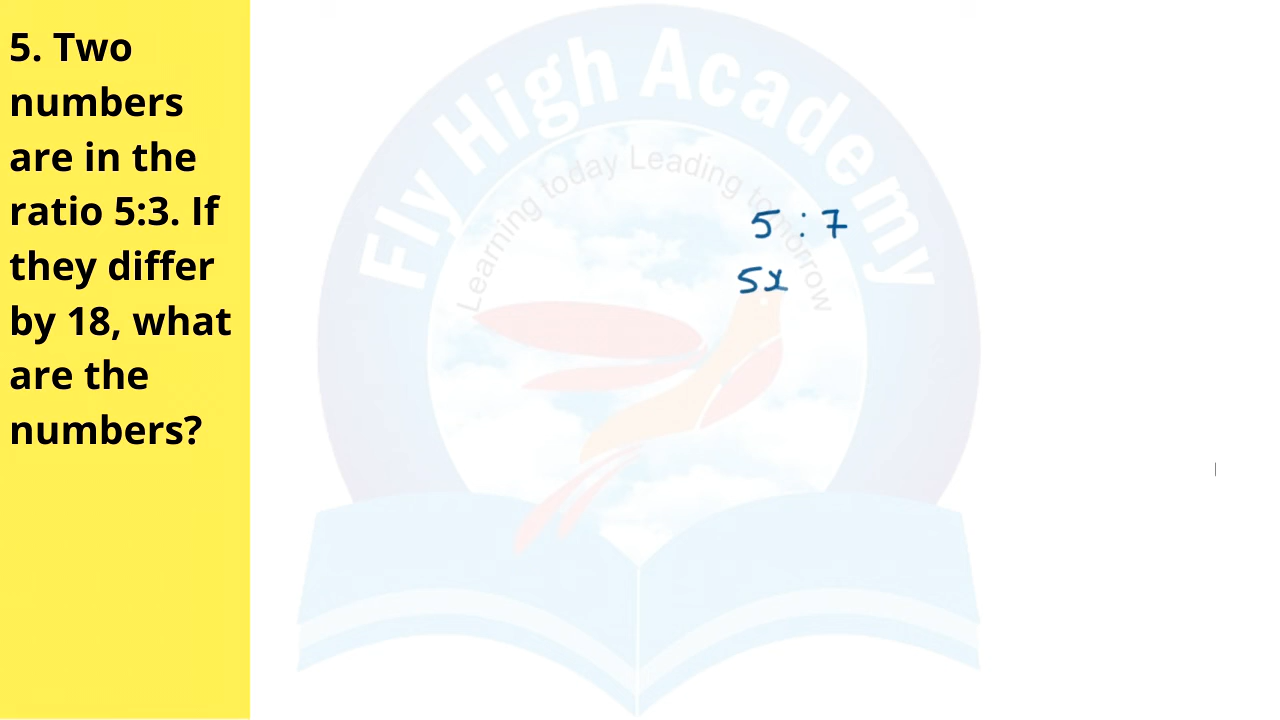 5. Two
numbers
are in the
ratio 5:3. If
they differ
by 18, what
are the
numbers?
Fly High Academy
Learning today Leading tomorrow
5 : 7
5x